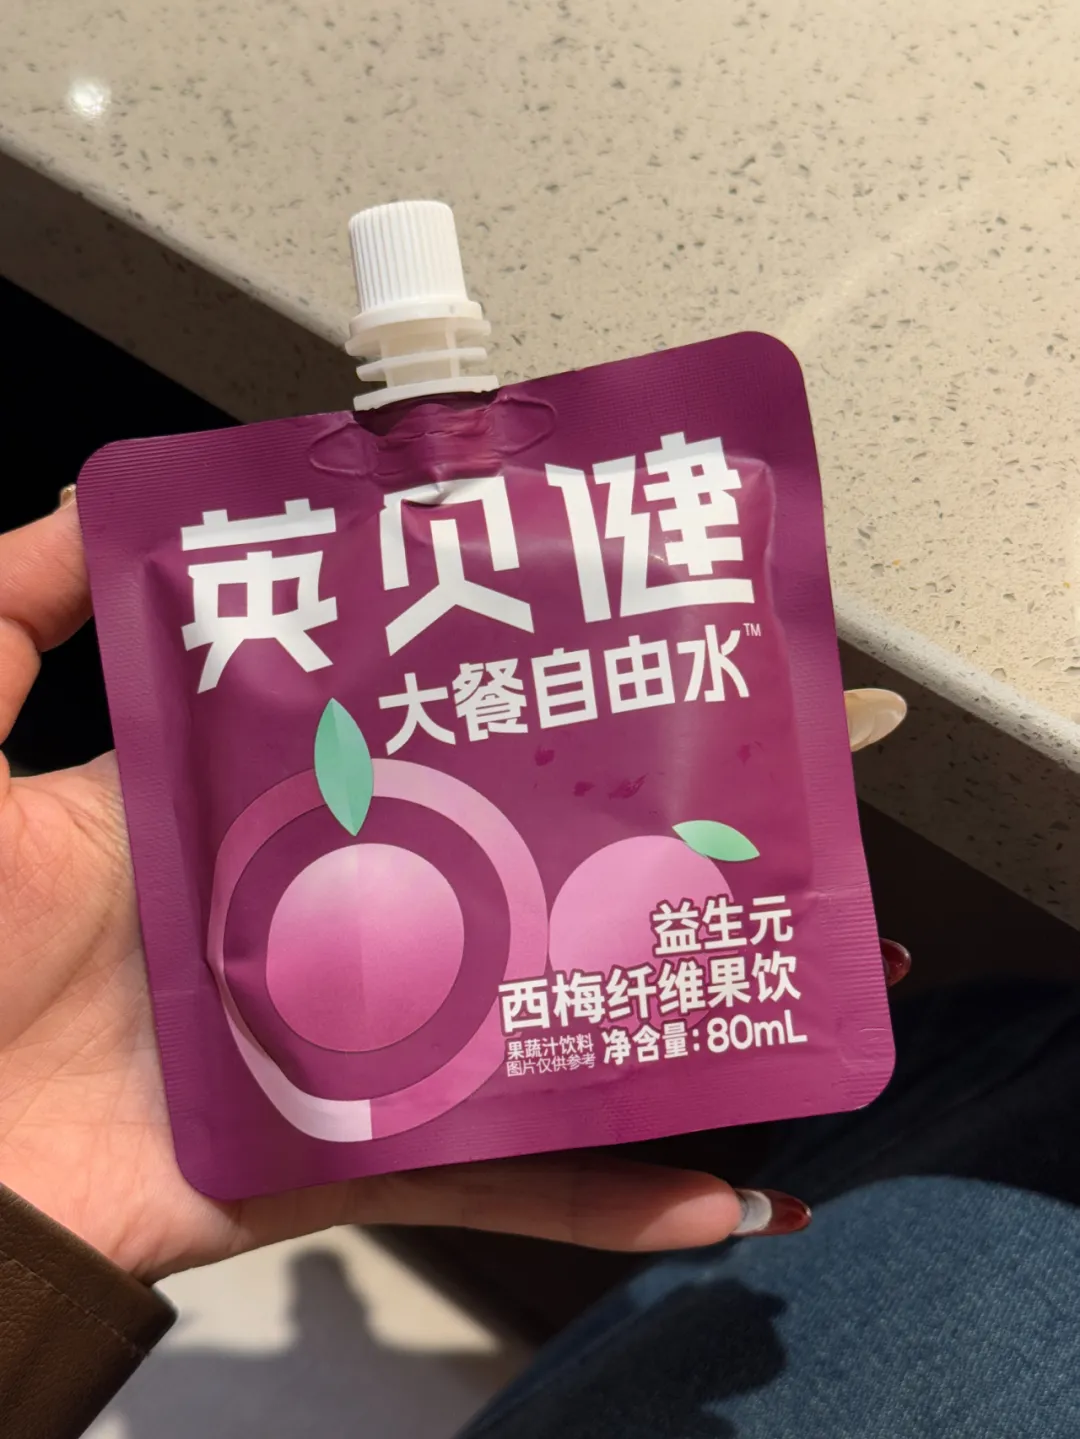 英贝健
大餐自由水™
益生元
西梅纤维果饮
果蔬汁饮料
图片仅供参考
净含量:80mL